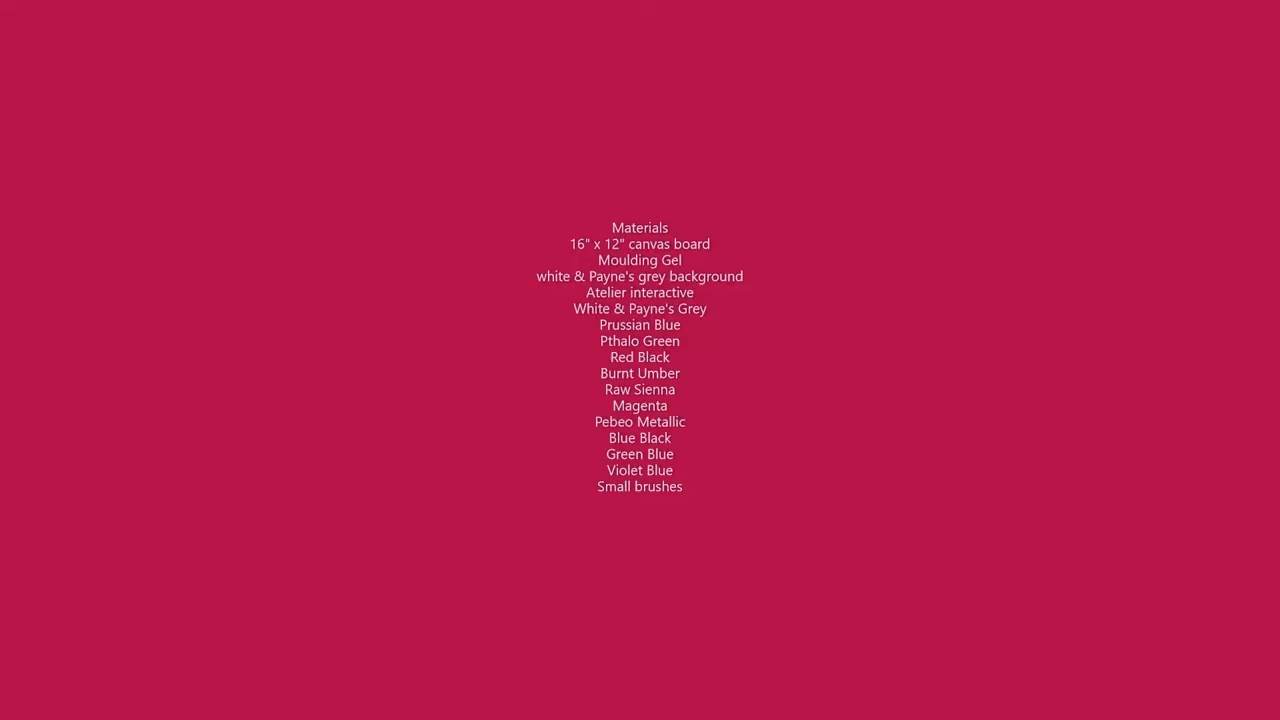 Materials
16" x 12" canvas board
Moulding Gel
white & Payne's grey background
Atelier interactive
White & Payne's Grey
Prussian Blue
Pthalo Green
Red Black
Burnt Umber
Raw Sienna
Magenta
Pebeo Metallic
Blue Black
Green Blue
Violet Blue
Small brushes